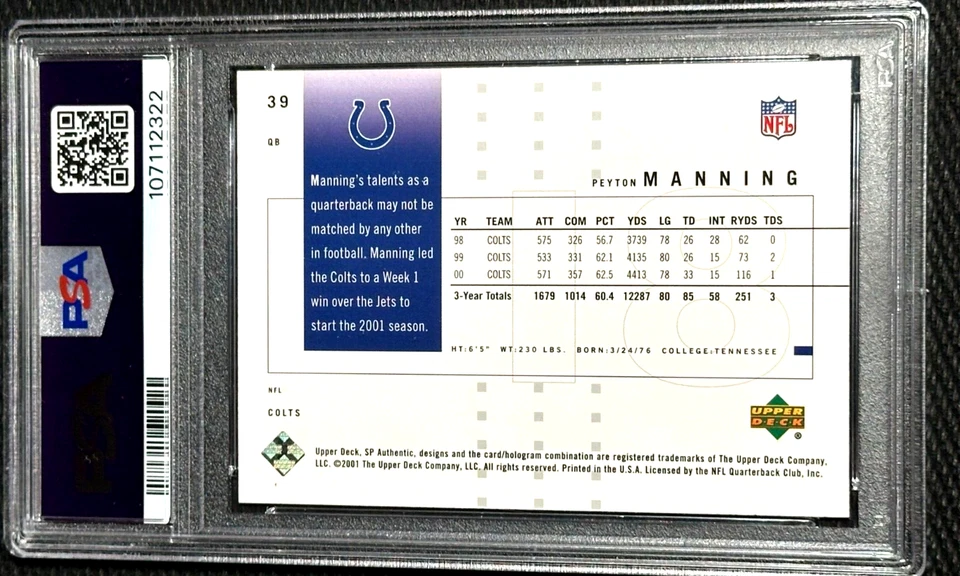 107112322
PSA
39
QB
Manning's talents as a
quarterback may not be
matched by any other
in football. Manning led
the Colts to a Week 1
win over the Jets to
start the 2001 season.
NFL
PEYTON MANNING
18
YR TEAM ATT COM PCT YDS LG TD INT RYDS TDS
98 COLTS 575 326 56.7 3739 78 26 28 62 0
99 COLTS 533 331 62.1 4135 80 26 15 73 2
00 COLTS 571 357 62.5 4413 78 33 15 116 1
3-Year Totals 1679 1014 60.4 12287 80 85 58 251 3
HT:6'5" WT:230 LBS. BORN:3/24/76 COLLEGE:TENNESSEE
NFL
COLTS
UPPER
DECK
®
Upper Deck, SP Authentic, designs and the card/hologram combination are registered trademarks of The Upper Deck Company,
LLC. ©2001 The Upper Deck Company, LLC. All rights reserved. Printed in the U.S.A. Licensed by the NFL Quarterback Club, Inc.
PSA